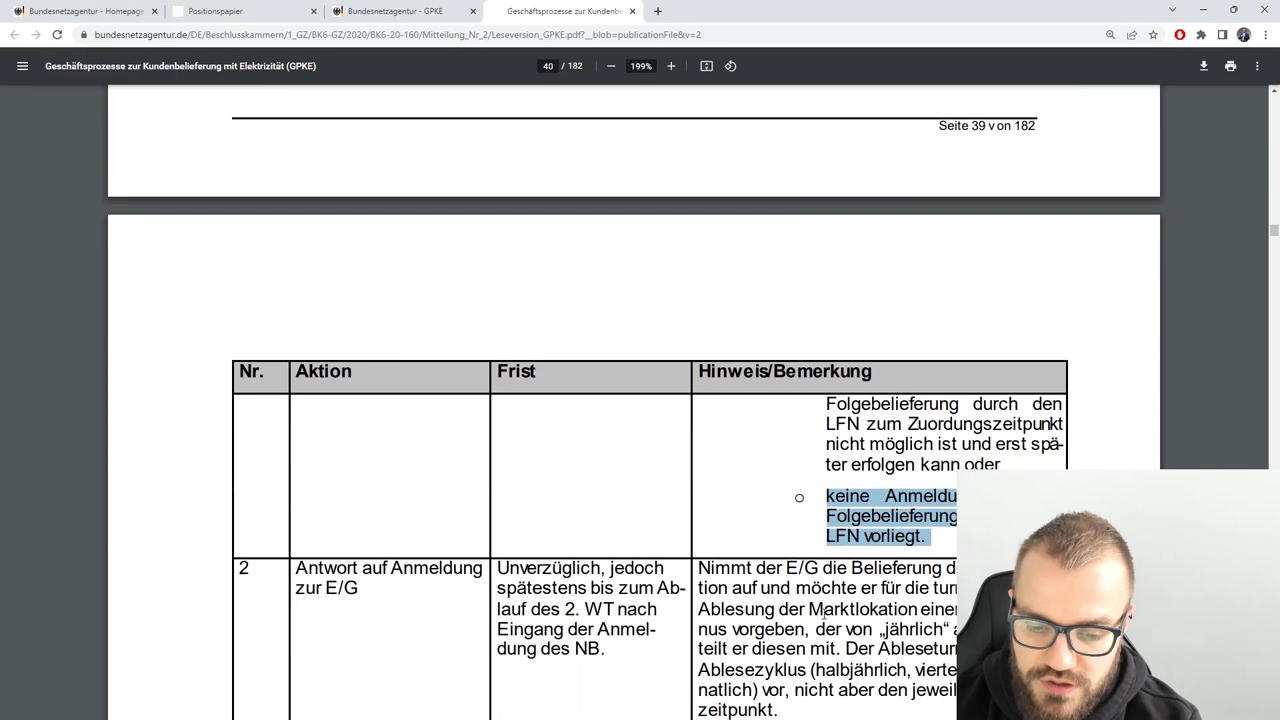 Bundesnetzagentur - Homepage
Positionspapier
Bundesnetzagentur - GPKE
Geschäftsprozesse zur Kundenbe
bundesnetzagentur.de/DE/Beschlusskammern/1_GZ/BK6-GZ/2020/BK6-20-160/Mitteilung_Nr_2/Leseversion_GPKE.pdf?__blob=publicationFile&v=2
Geschäftsprozesse zur Kundenbelieferung mit Elektrizität (GPKE)
40 / 182
199%
Seite 39 von 182
Nr. Aktion Frist Hinweis/Bemerkung
Folgebelieferung durch den
LFN zum Zuordungszeitpunkt
nicht möglich ist und erst spä-
ter erfolgen kann oder
○ keine Anmeldu
Folgebelieferung
LFN vorliegt.
2 Antwort auf Anmeldung zur E/G
Unverzüglich, jedoch
spätestens bis zum Ab-
lauf des 2. WT nach
Eingang der Anmel-
dung des NB.
Nimmt der E/G die Belieferung d
tion auf und möchte er für die tur
Ablesung der Marktlokation einen
nus vorgeben, der von „jährlich“ a
teilt er diesen mit. Der Ableseturn
Ablesezyklus (halbjährlich, vierte
natlich) vor, nicht aber den jeweil
zeitpunkt.